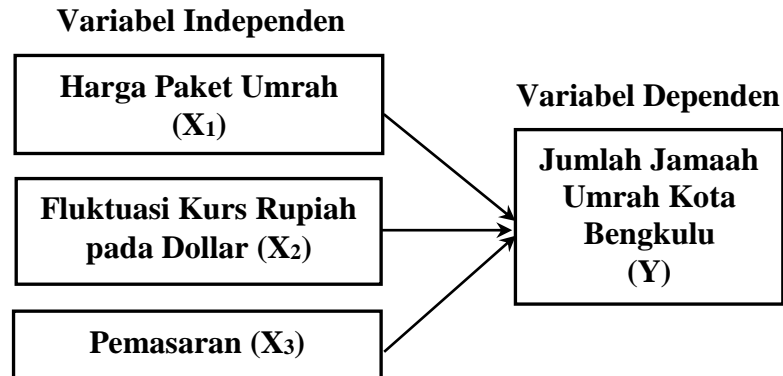 Variabel Independen
Harga Paket Umrah
(X1)
Fluktuasi Kurs Rupiah
pada Dollar (X2)
Pemasaran (X3)
Variabel Dependen
Jumlah Jamaah
Umrah Kota
Bengkulu
(Y)